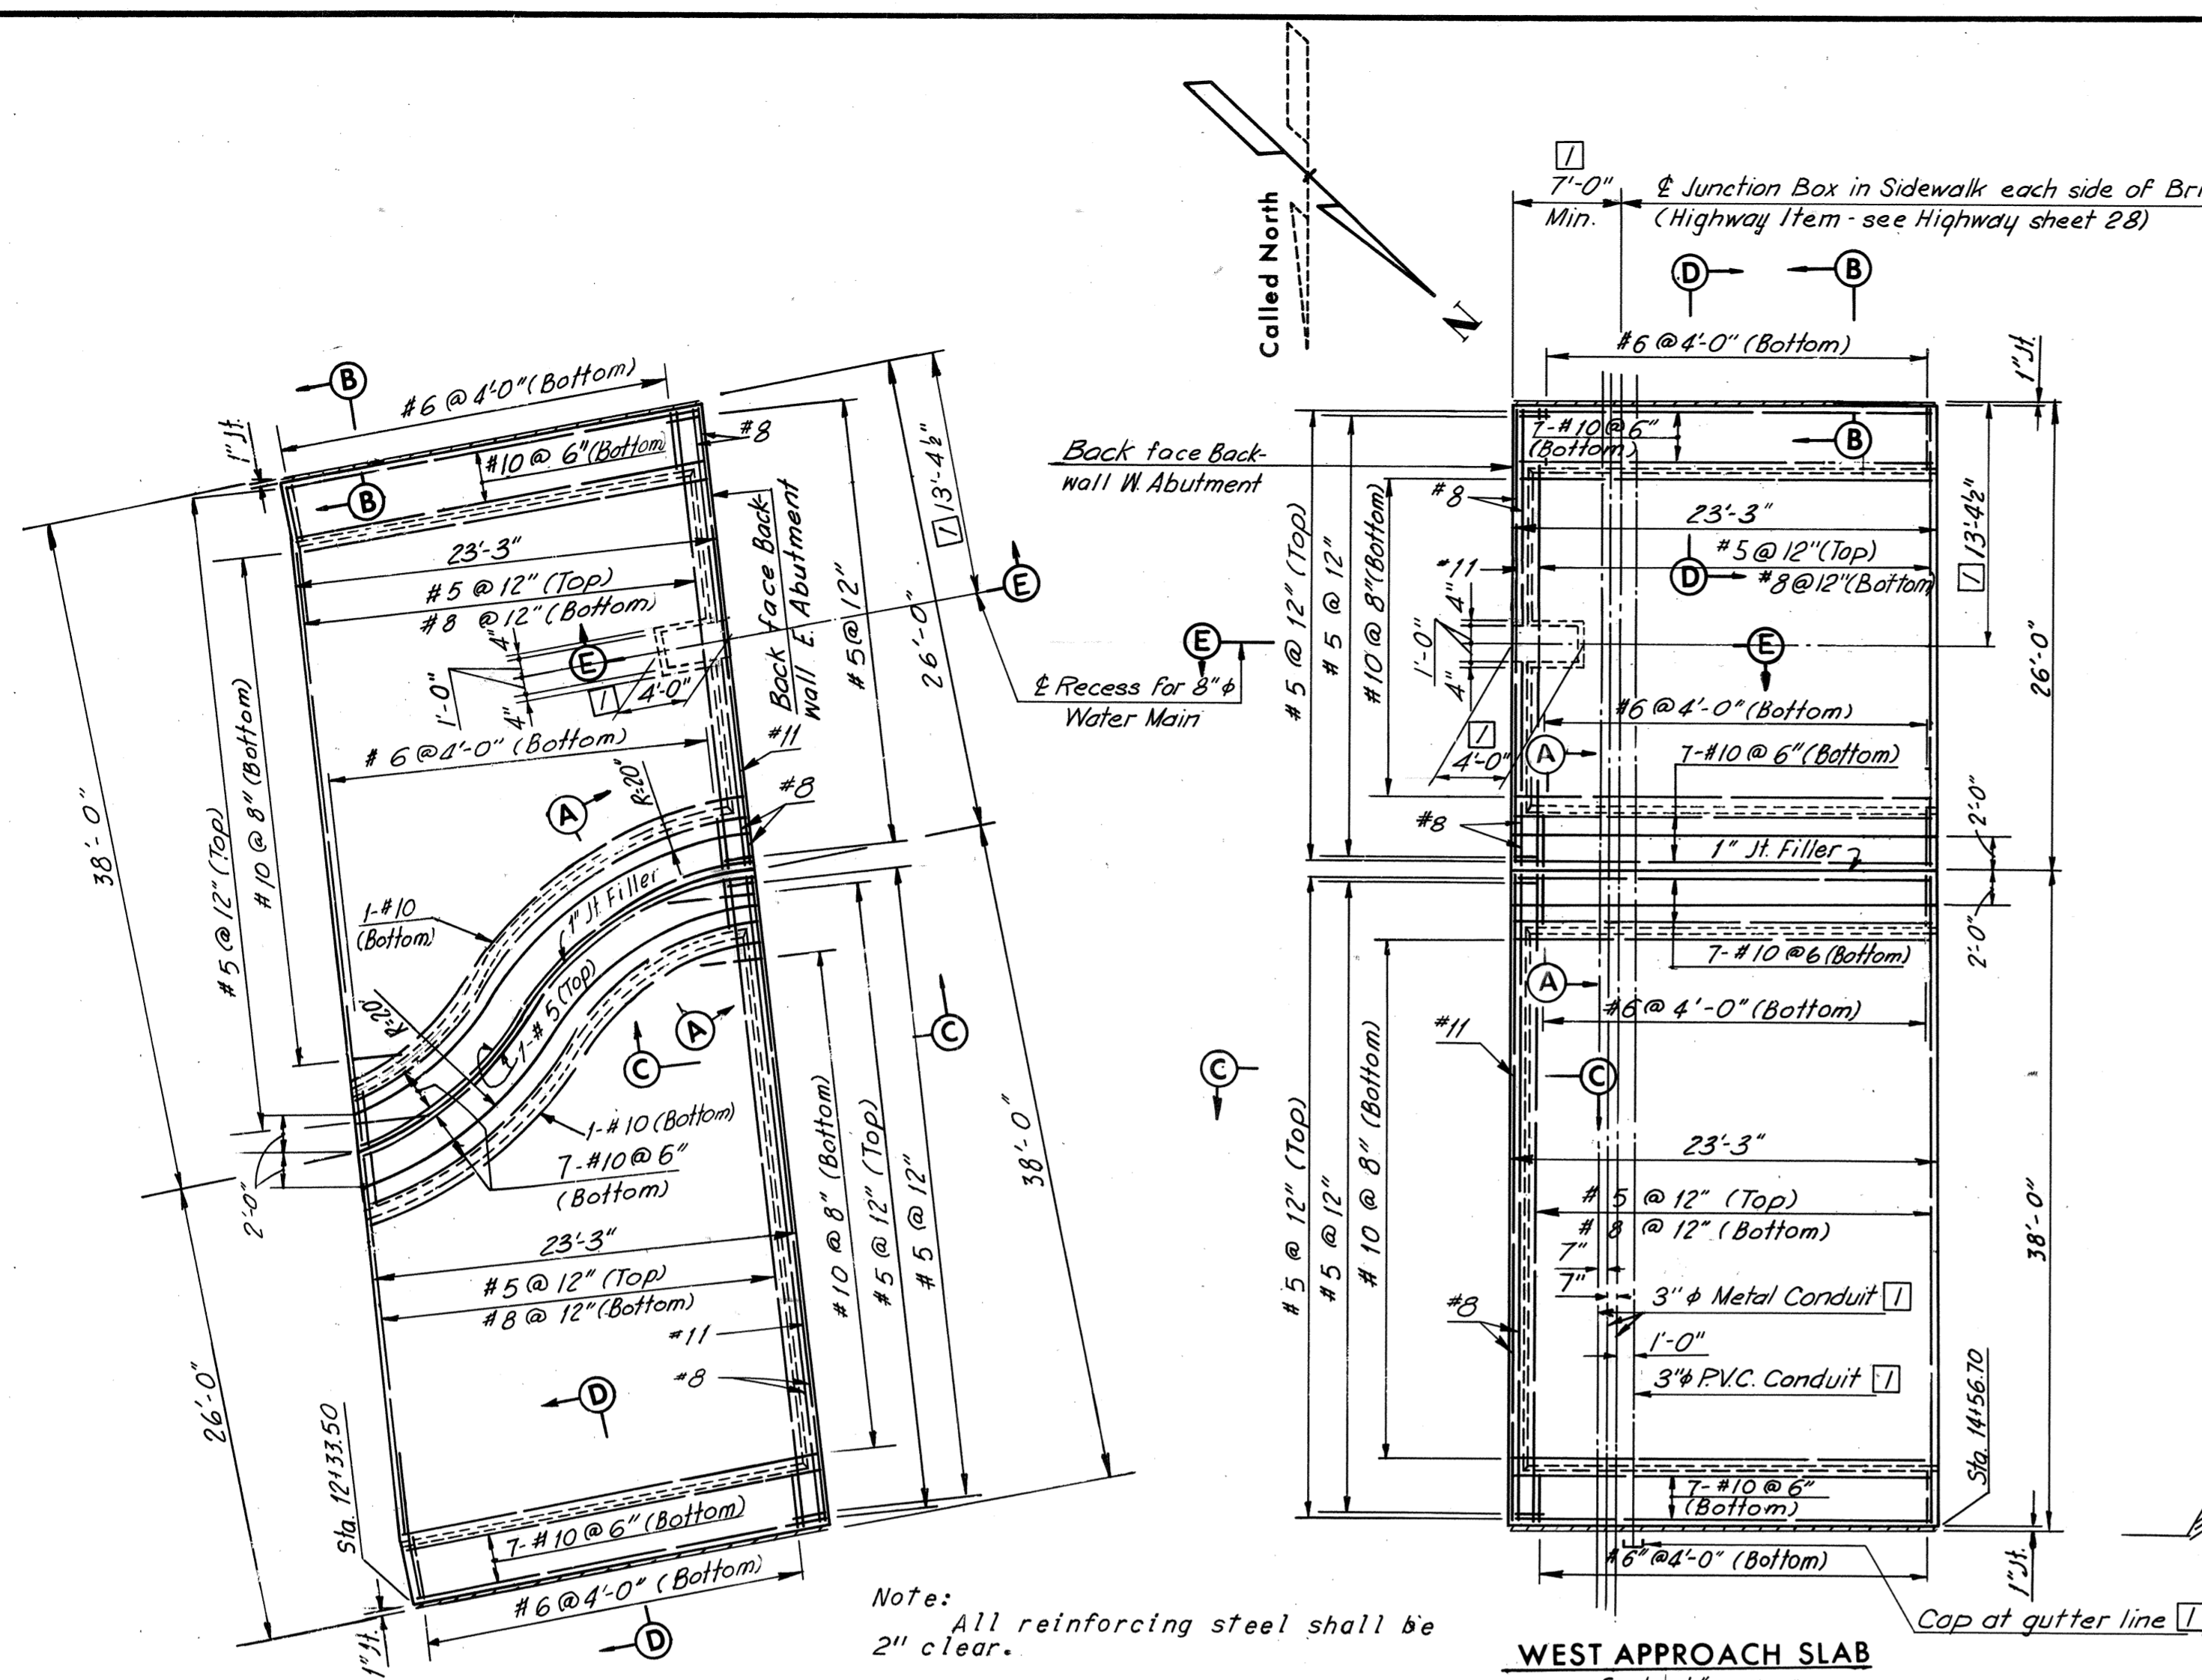 #6 @ 4'-0" (Bottom)
B
1" Jt.
#10 @ 6" (Bottom)
#8
B
Back face Back-
wall E. Abutment
1 13'-4½"
#5 @ 12"
26'-0"
E
23'-3"
#5 @ 12" (Top)
#8 @ 12" (Bottom)
4"
1'-0"
4"
E
1
4'-0"
#6 @ 4'-0" (Bottom)
#11
#8
R=20"
A
38'-0"
#5 @ 12" (Top)
#10 @ 8" (Bottom)
1-#10
(Bottom)
1" Jt. Filler
1-#5 (Top)
R=20'
A
C
C
1-#10 (Bottom)
7-#10 @ 6"
(Bottom)
2'-0"
23'-3"
#5 @ 12" (Top)
#8 @ 12" (Bottom)
#11
#8
#10 @ 8" (Bottom)
#5 @ 12" (Top)
#5 @ 12"
38'-0"
26'-0"
D
Sta. 12+33.50
7-#10 @ 6" (Bottom)
#6 @ 4'-0" (Bottom)
1" Jt.
D
Note:
All reinforcing steel shall be
2" clear.
Called North
N
1
7'-0"
Min.
℄ Junction Box in Sidewalk each side of
(Highway Item - see Highway sheet 28)
D
B
#6 @ 4'-0" (Bottom)
1" Jt.
Back face Back-
wall W. Abutment
7-#10 @ 6"
(Bottom)
B
#8
23'-3"
#5 @ 12" (Top)
D
#8 @ 12" (Bottom)
#11
1 13'-4½"
26'-0"
#5 @ 12" (Top)
#5 @ 12"
#10 @ 8" (Bottom)
4"
1'-0"
4"
E
E
℄ Recess for 8"φ
Water Main
1
4'-0"
#6 @ 4'-0" (Bottom)
A
7-#10 @ 6" (Bottom)
#8
1" Jt. Filler
2'-0"
2'-0"
7-#10 @ 6 (Bottom)
A
#6 @ 4'-0" (Bottom)
#11
C
C
#5 @ 12" (Top)
#5 @ 12"
#10 @ 8" (Bottom)
23'-3"
#5 @ 12" (Top)
#8 @ 12" (Bottom)
38'-0"
7"
7"
3"φ Metal Conduit 1
#8
1'-0"
3"φ P.V.C. Conduit 1
Sta. 14+56.70
7-#10 @ 6"
(Bottom)
#6" @ 4'-0" (Bottom)
1" Jt.
Cap at gutter line 1
WEST APPROACH SLAB